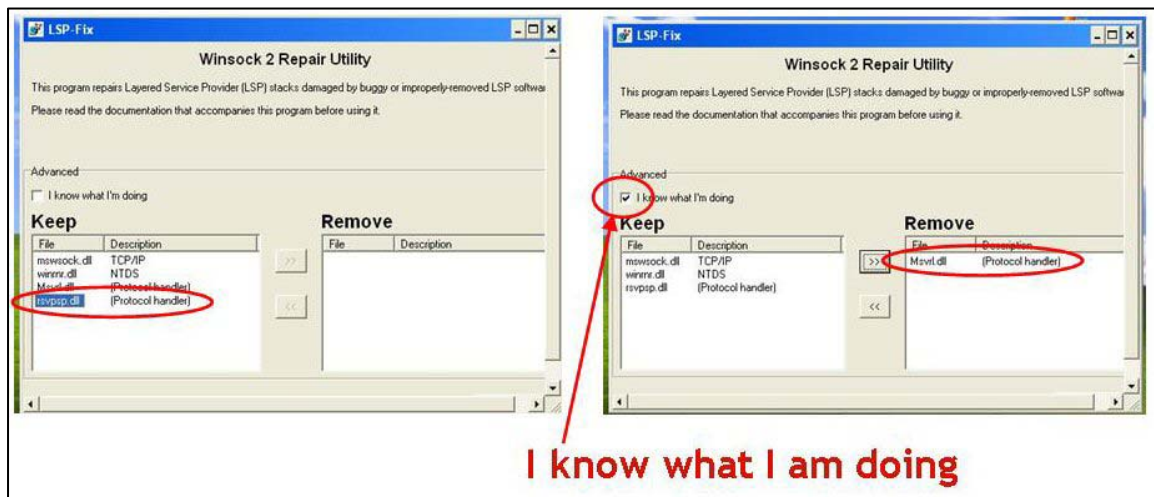 LSP-Fix
Winsock 2 Repair Utility
This program repairs Layered Service Provider (LSP) stacks damaged by buggy or improperly-removed LSP softwar
Please read the documentation that accompanies this program before using it.
Advanced
I know what I'm doing
Keep
Remove
File Description
mswsock.dll TCP/IP
winrnr.dll NTDS
Msvrl.dll (Protocol handler)
rsvpsp.dll (Protocol handler)
>>
<<
File Description
LSP-Fix
Winsock 2 Repair Utility
This program repairs Layered Service Provider (LSP) stacks damaged by buggy or improperly-removed LSP softwa
Please read the documentation that accompanies this program before using it.
Advanced
I know what I'm doing
Keep
Remove
File Description
mswsock.dll TCP/IP
winrnr.dll NTDS
rsvpsp.dll (Protocol handler)
>>
<<
File Description
Msvrl.dll (Protocol handler)
I know what I am doing